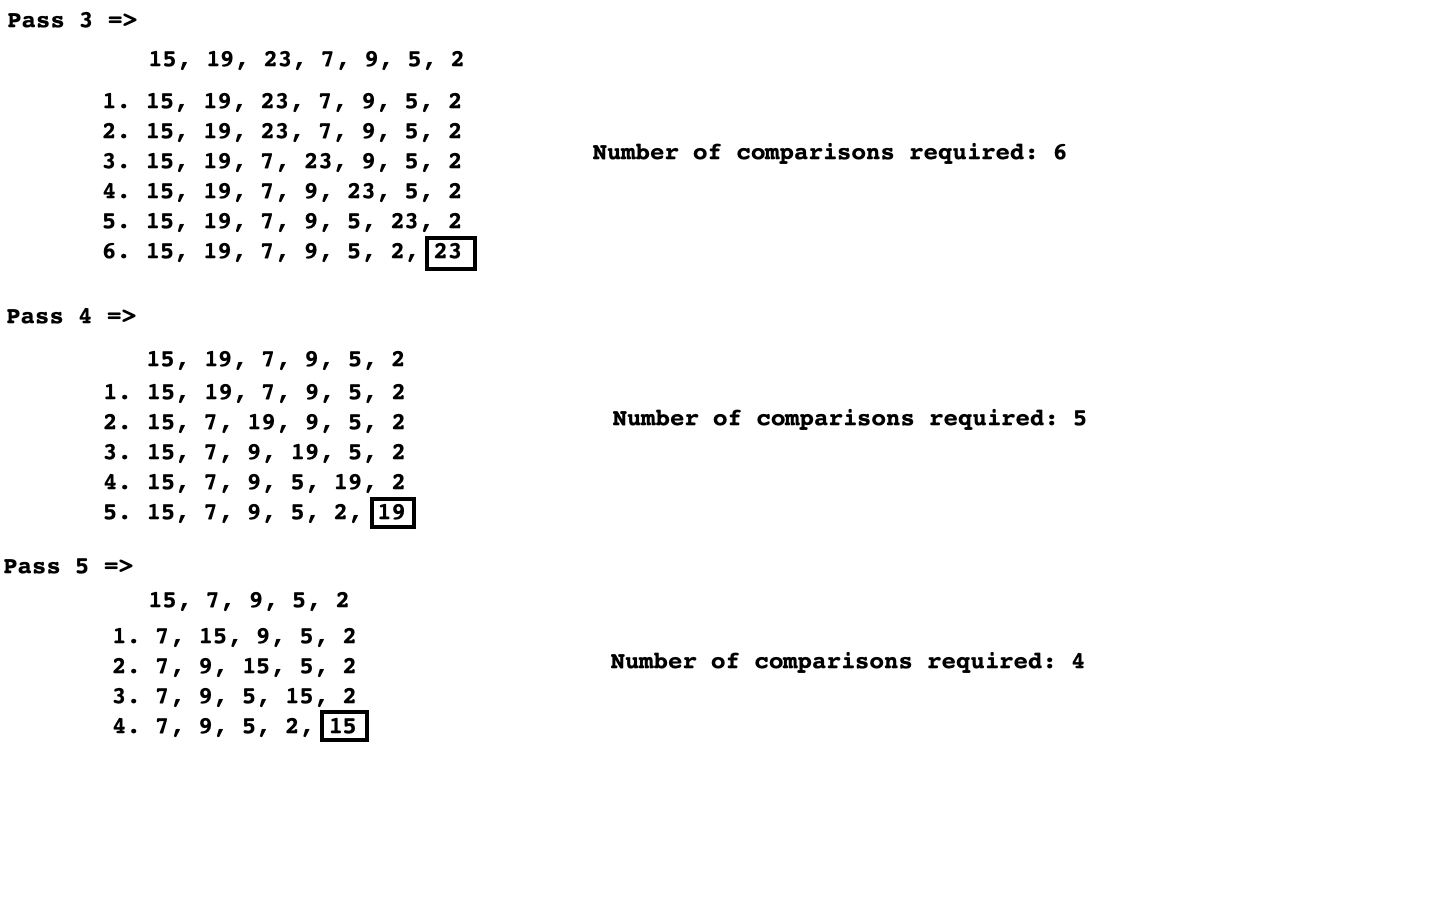 Pass 3 =>
15, 19, 23, 7, 9, 5, 2
1. 15, 19, 23, 7, 9, 5, 2
2. 15, 19, 23, 7, 9, 5, 2
Number of comparisons required: 6
3. 15, 19, 7, 23, 9, 5, 2
4. 15, 19, 7, 9, 23, 5, 2
5. 15, 19, 7, 9, 5, 23, 2
6. 15, 19, 7, 9, 5, 2, 23
Pass 4 =>
15, 19, 7, 9, 5, 2
1. 15, 19, 7, 9, 5, 2
2. 15, 7, 19, 9, 5, 2
Number of comparisons required: 5
3. 15, 7, 9, 19, 5, 2
4. 15, 7, 9, 5, 19, 2
5. 15, 7, 9, 5, 2, 19
Pass 5 =>
15, 7, 9, 5, 2
1. 7, 15, 9, 5, 2
2. 7, 9, 15, 5, 2
Number of comparisons required: 4
3. 7, 9, 5, 15, 2
4. 7, 9, 5, 2, 15